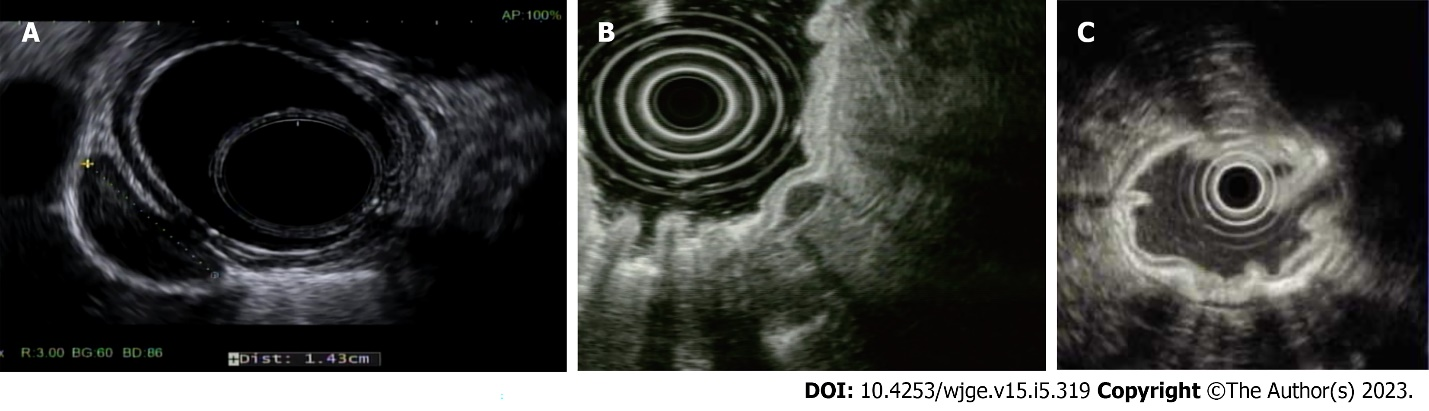 A
AP:100%
B
C
R:3.00 BG:60 BD:86
+Dist: 1.43cm
DOI: 10.4253/wjge.v15.i5.319 Copyright ©The Author(s) 2023.